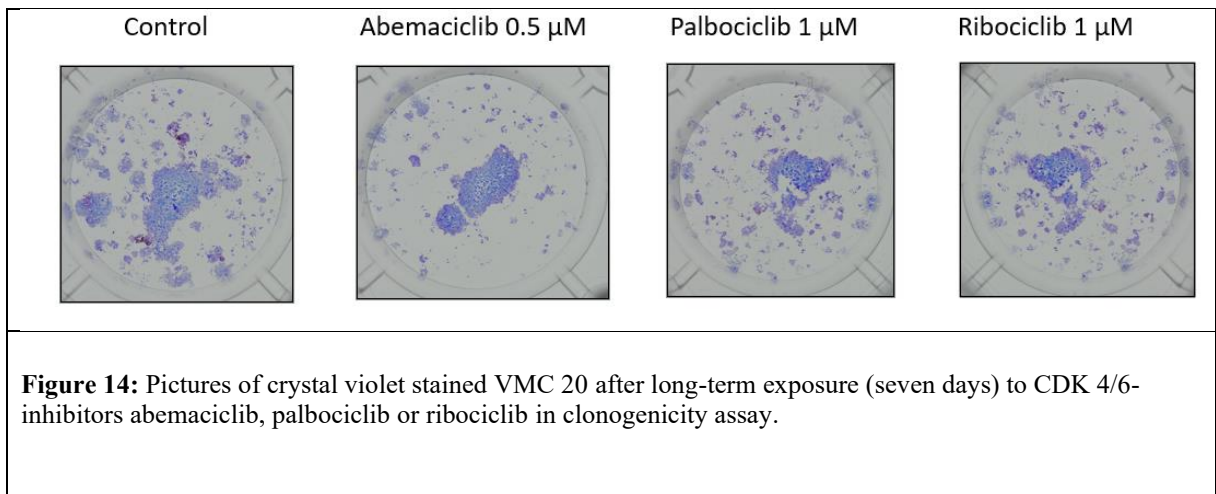 Control Abemaciclib 0.5 µM Palbociclib 1 µM Ribociclib 1 µM
Figure 14: Pictures of crystal violet stained VMC 20 after long-term exposure (seven days) to CDK 4/6-
inhibitors abemaciclib, palbociclib or ribociclib in clonogenicity assay.